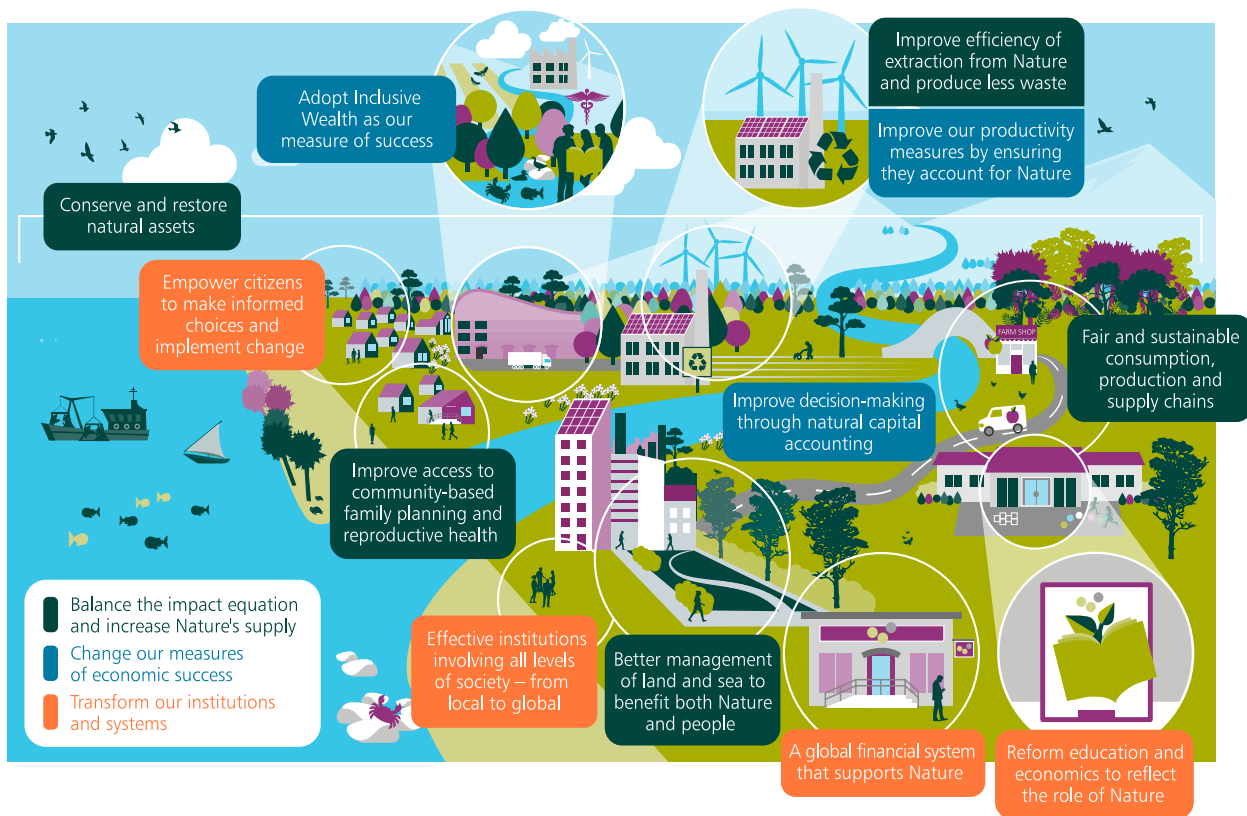 Improve efficiency of
extraction from Nature
and produce less waste
Adopt Inclusive
Wealth as our
measure of success
Improve our productivity
measures by ensuring
they account for Nature
Conserve and restore
natural assets
Empower citizens
to make informed
choices and
implement change
FARM SHOP
Fair and sustainable
consumption,
production and
supply chains
Improve decision-making
through natural capital
accounting
Improve access to
community-based
family planning and
reproductive health
Balance the impact equation
and increase Nature's supply
Change our measures
of economic success
Transform our institutions
and systems
Effective institutions
involving all levels
of society – from
local to global
Better management
of land and sea to
benefit both Nature
and people
A global financial system
that supports Nature
Reform education and
economics to reflect
the role of Nature